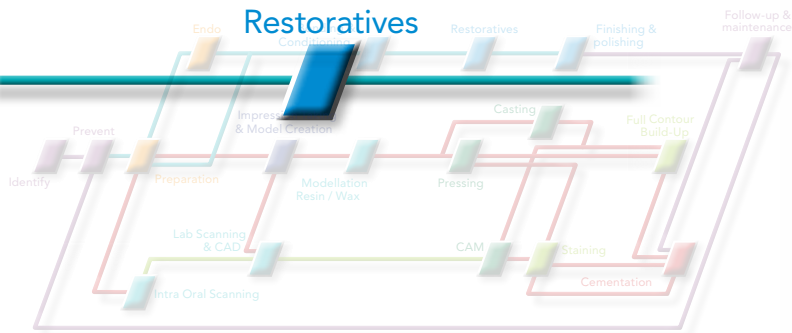 Restoratives
Endo
Conditioning
Restoratives
Finishing &
polishing
Follow-up &
maintenance
Prevent
Impress
& Model Creation
Casting
Full Contour
Build-Up
Identify
Preparation
Modellation
Resin / Wax
Pressing
Lab Scanning
& CAD
CAM
Staining
Intra Oral Scanning
Cementation